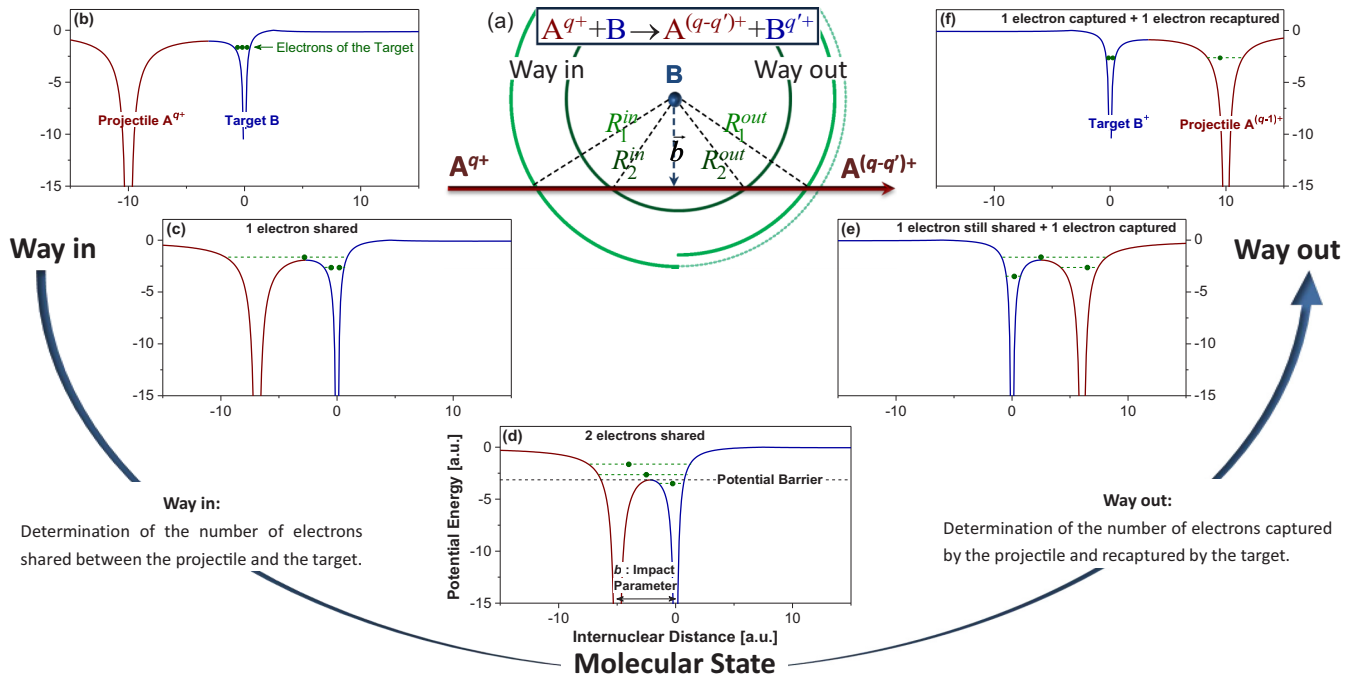 (b)
0
-5
-10
-15
-10
0
10
Electrons of the Target
Projectile A^{q+}
Target B
(a)
A^{q+}+B→A^{(q-q′)+}+B^{q′+}
Way in
Way out
B
R_1^{in}
R_2^{in}
b
R_2^{out}
R_1^{out}
A^{q+}
A^{(q-q′)+}
(f)
1 electron captured + 1 electron recaptured
0
-5
-10
-15
-10
0
10
Target B^+
Projectile A^{(q-1)+}
Way in
(c)
1 electron shared
0
-5
-10
-15
-10
0
10
(e)
1 electron still shared + 1 electron captured
0
-5
-10
-15
-10
0
10
Way out
(d)
2 electrons shared
Potential Energy [a.u.]
0
-5
-10
-15
-10
0
10
Potential Barrier
b : Impact
Parameter
Internuclear Distance [a.u.]
Way in:
Determination of the number of electrons
shared between the projectile and the target.
Way out:
Determination of the number of electrons captured
by the projectile and recaptured by the target.
Molecular State